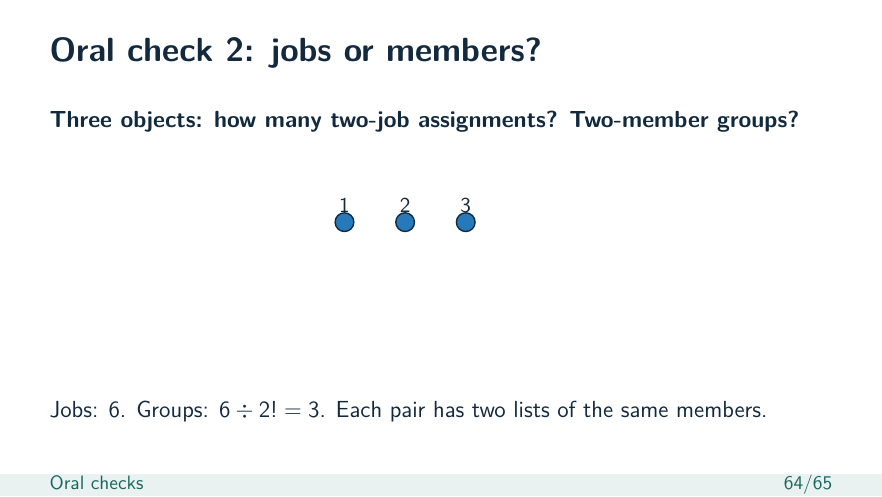 Oral check 2: jobs or members?
Three objects: how many two-job assignments? Two-member groups?
1 2 3
Jobs: 6. Groups: 6 ÷ 2! = 3. Each pair has two lists of the same members.
Oral checks 64/65